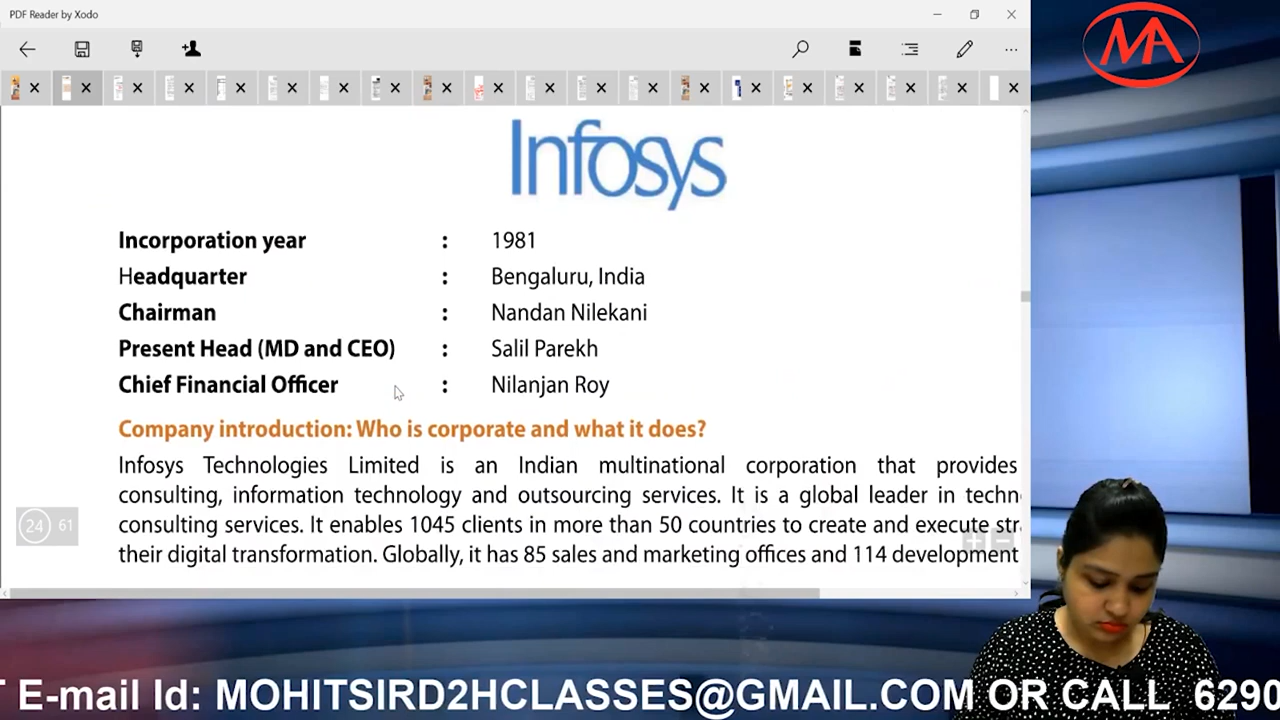 PDF Reader by Xodo
MA
Infosys
Incorporation year : 1981
Headquarter : Bengaluru, India
Chairman : Nandan Nilekani
Present Head (MD and CEO) : Salil Parekh
Chief Financial Officer : Nilanjan Roy
Company introduction: Who is corporate and what it does?
Infosys Technologies Limited is an Indian multinational corporation that provides
consulting, information technology and outsourcing services. It is a global leader in techn
consulting services. It enables 1045 clients in more than 50 countries to create and execute str
their digital transformation. Globally, it has 85 sales and marketing offices and 114 development
24 61
T E-mail Id: MOHITSIRD2HCLASSES@GMAIL.COM OR CALL 6290